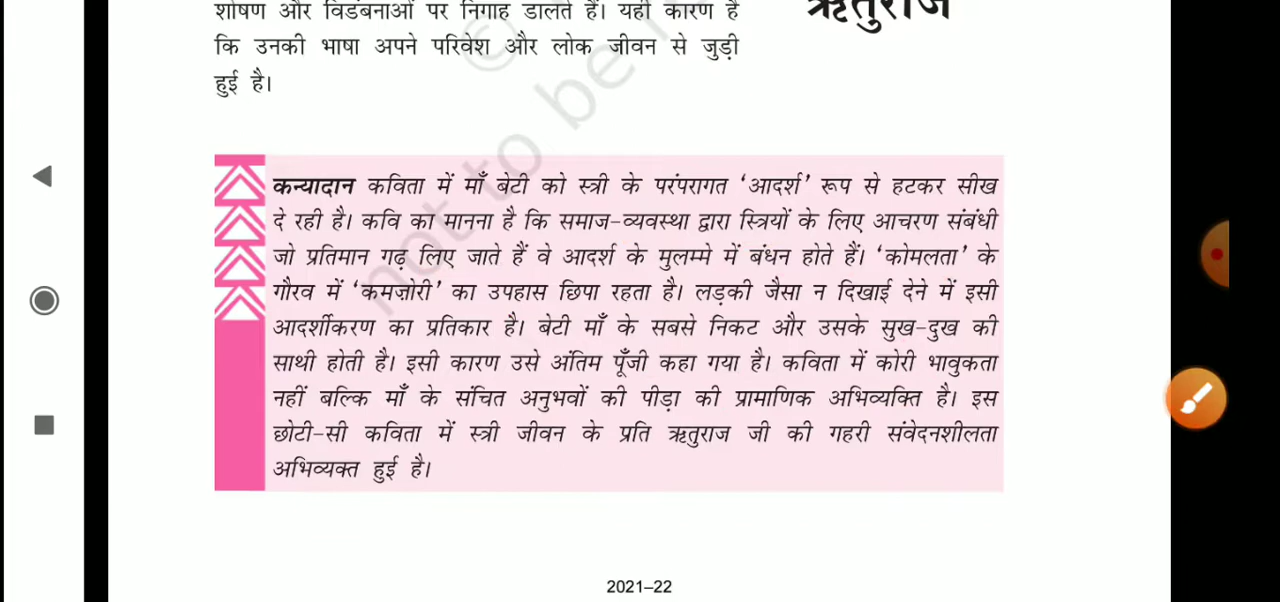 शोषण और विडंबनाओं पर निगाह डालते हैं। यही कारण है
ऋतुराज
कि उनकी भाषा अपने परिवेश और लोक जीवन से जुड़ी
हुई है।
not to be
कन्यादान कविता में माँ बेटी को स्त्री के परंपरागत ‘आदर्श’ रूप से हटकर सीख
दे रही है। कवि का मानना है कि समाज-व्यवस्था द्वारा स्त्रियों के लिए आचरण संबंधी
जो प्रतिमान गढ़ लिए जाते हैं वे आदर्श के मुलम्मे में बंधन होते हैं। ‘कोमलता’ के
गौरव में ‘कमज़ोरी’ का उपहास छिपा रहता है। लड़की जैसा न दिखाई देने में इसी
आदर्शीकरण का प्रतिकार है। बेटी माँ के सबसे निकट और उसके सुख-दुख की
साथी होती है। इसी कारण उसे अंतिम पूँजी कहा गया है। कविता में कोरी भावुकता
नहीं बल्कि माँ के संचित अनुभवों की पीड़ा की प्रामाणिक अभिव्यक्ति है। इस
छोटी-सी कविता में स्त्री जीवन के प्रति ऋतुराज जी की गहरी संवेदनशीलता
अभिव्यक्त हुई है।
2021–22